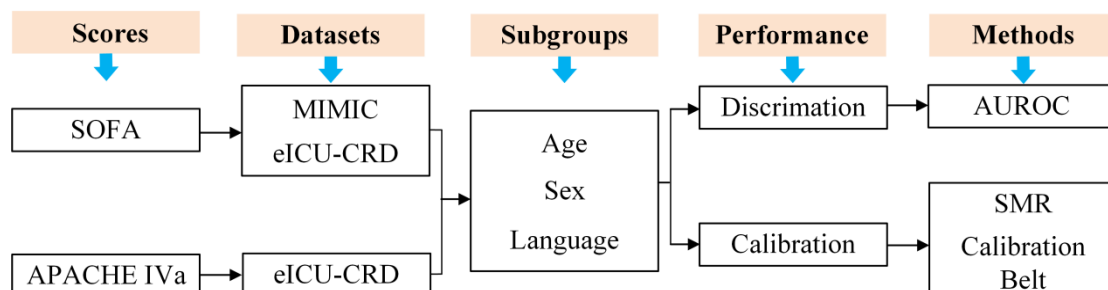 Scores
Datasets
Subgroups
Performance
Methods
SOFA
MIMIC
eICU-CRD
APACHE IVa
eICU-CRD
Age
Sex
Language
Discrimation
AUROC
Calibration
SMR
Calibration
Belt